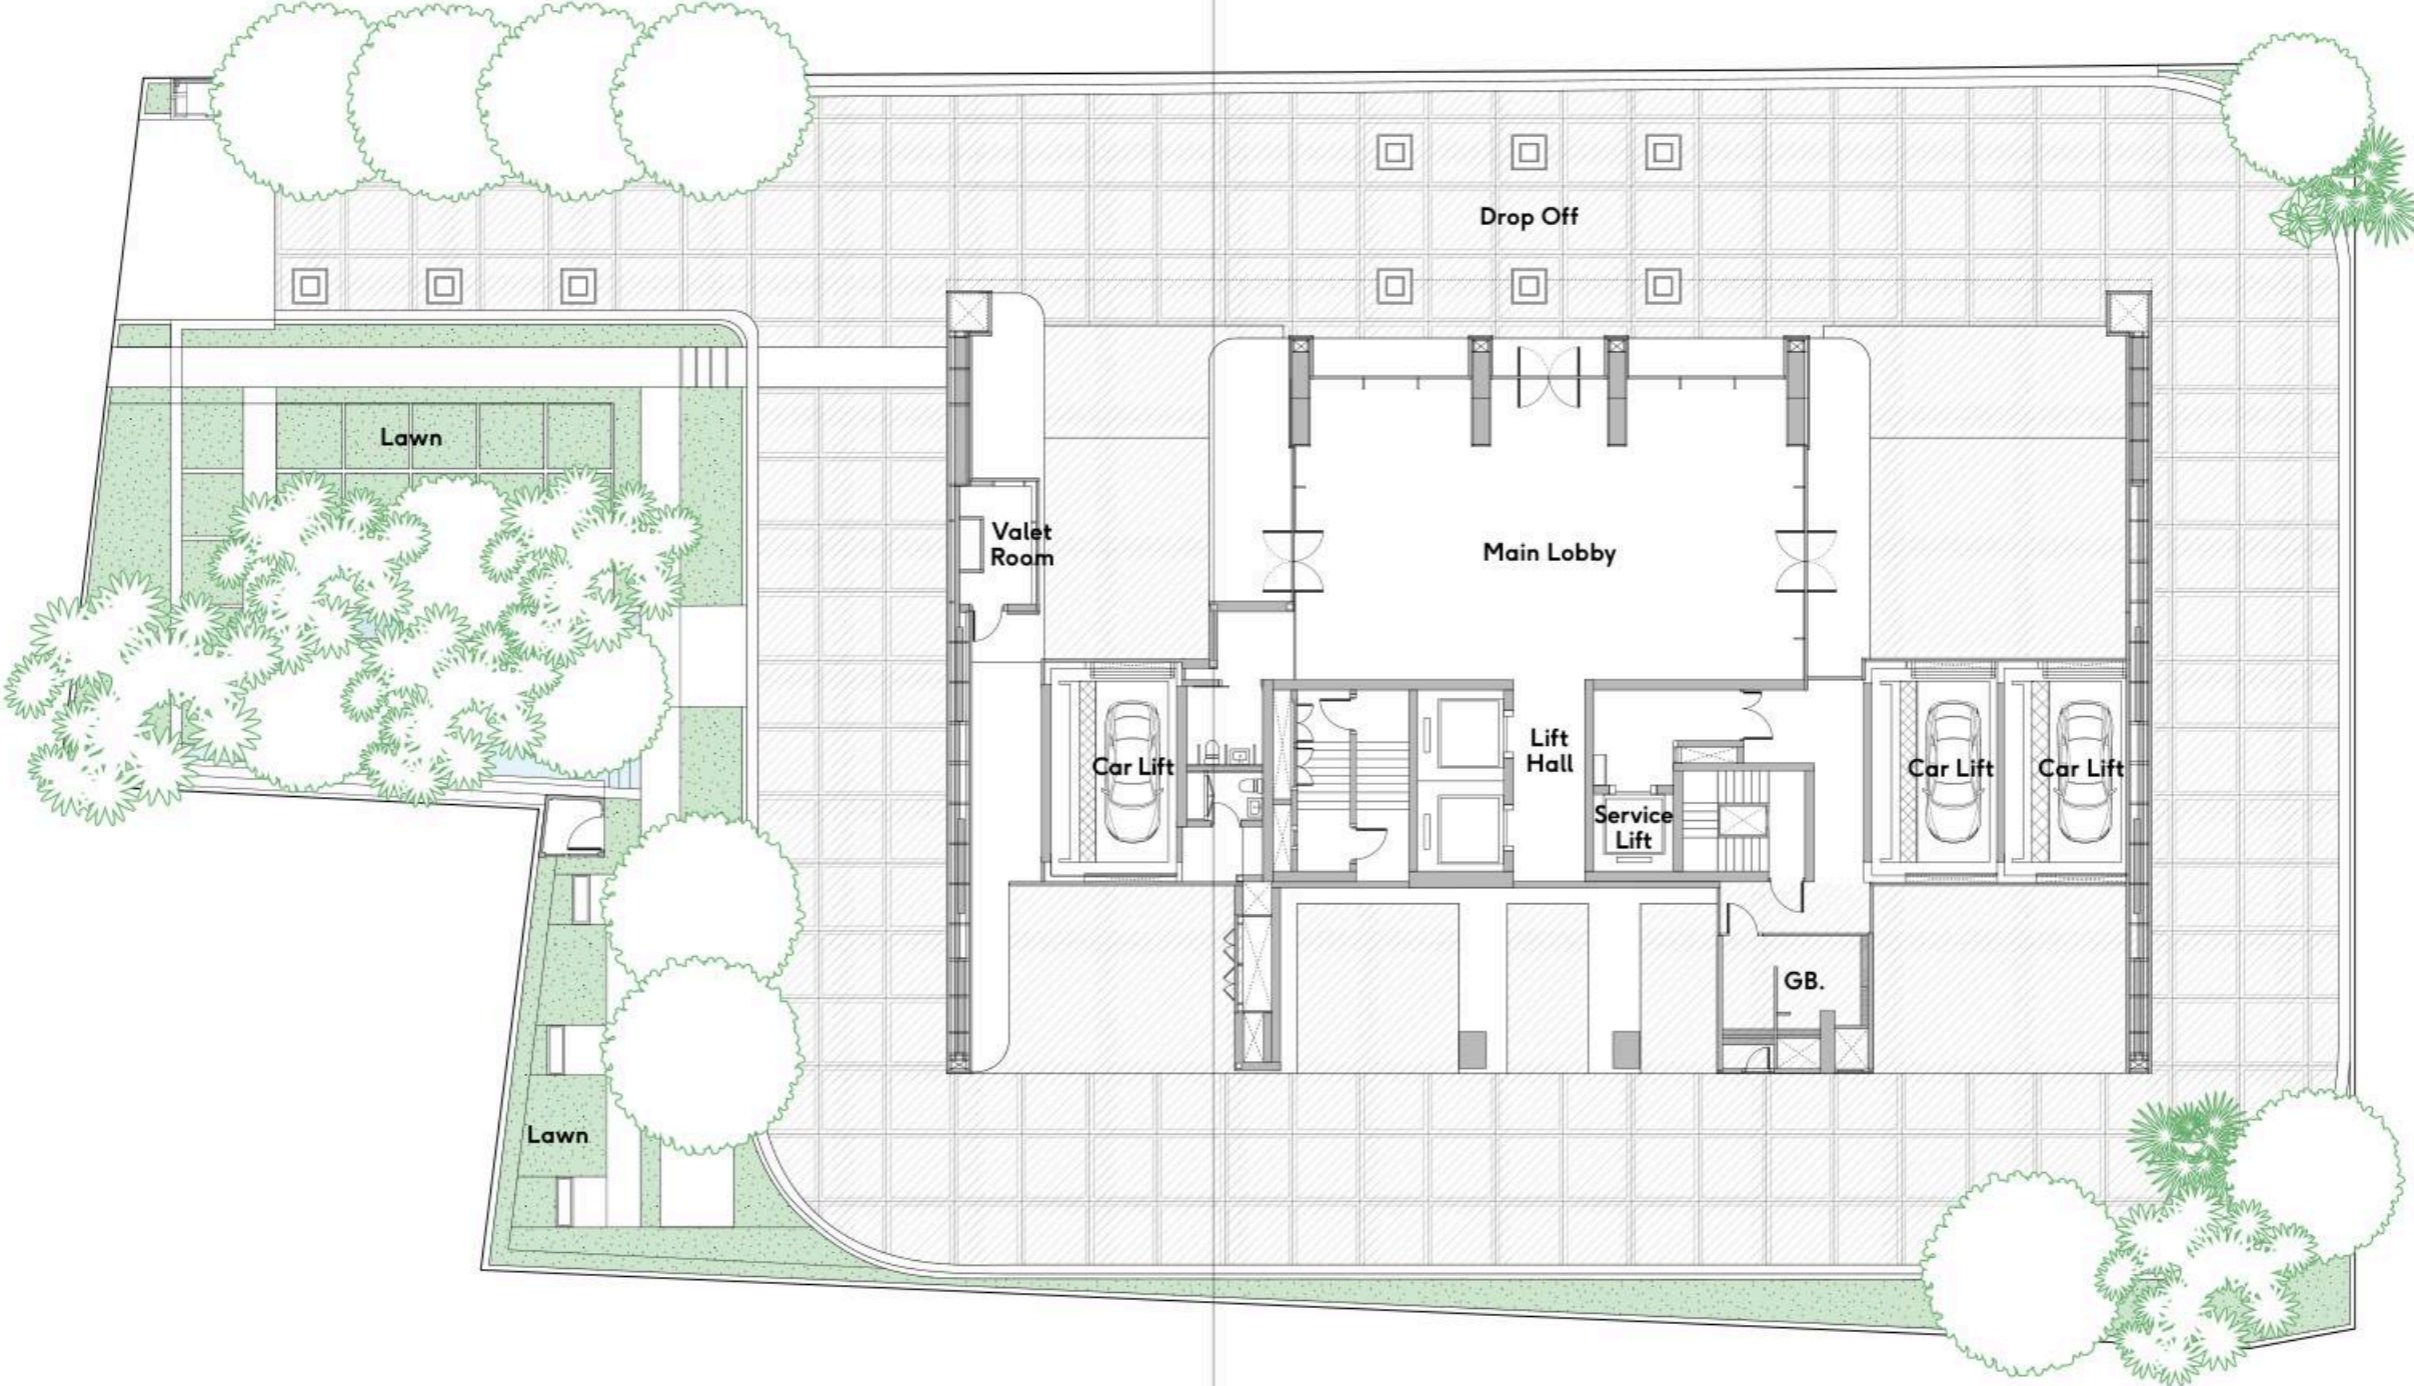 Drop Off
Lawn
Valet
Room
Main Lobby
Car Lift
Lift
Hall
Service
Lift
Car Lift
Car Lift
GB.
Lawn